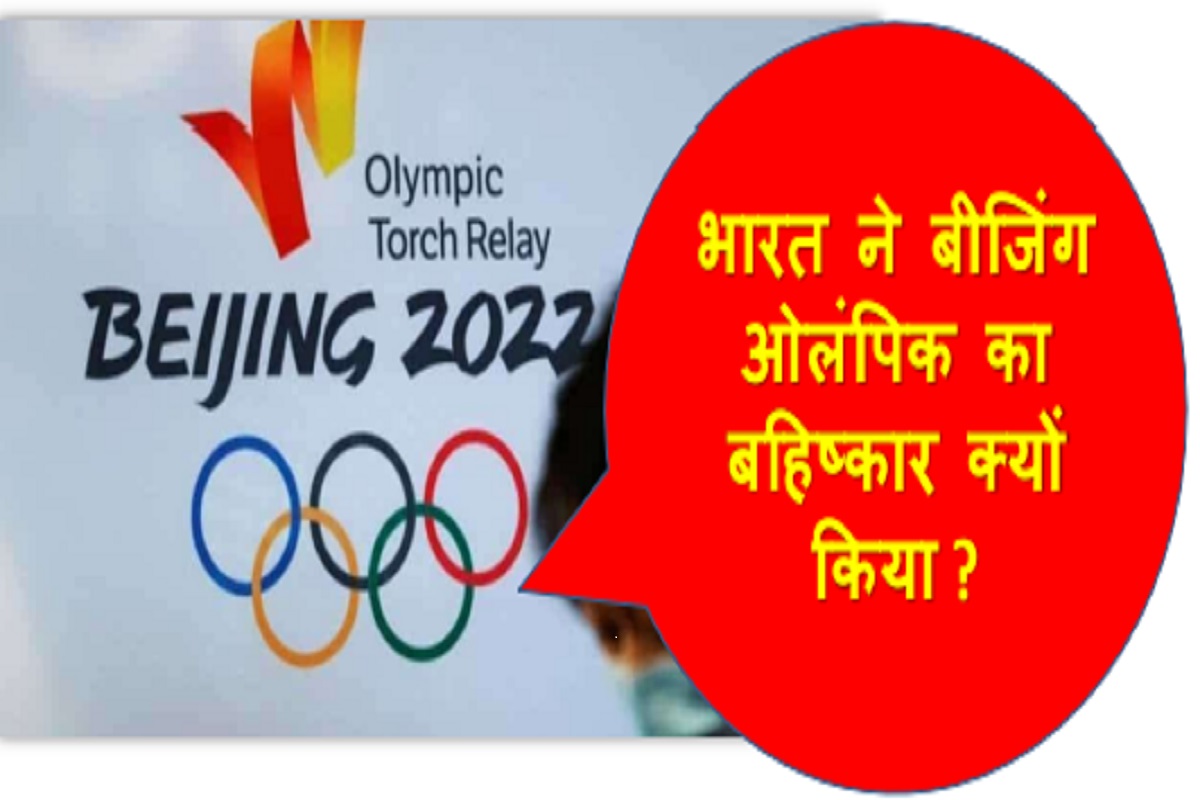 Olympic
Torch Relay
BEIJING 2022
भारत ने बीजिंग
ओलंपिक का
बहिष्कार क्यों
किया ?